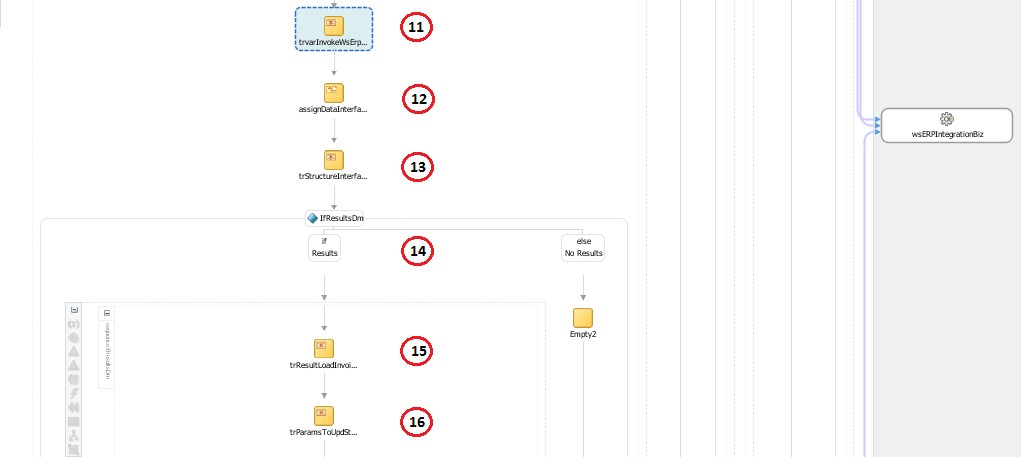 11
trvarInvokeWsErp...
12
assignDataInterfa...
wsERPIntegrationBiz
13
trStructureInterfa...
IfResultsDm
if
Results
14
else
No Results
Empty2
15
trResultLoadInvoi...
16
trParamsToUpdSt...